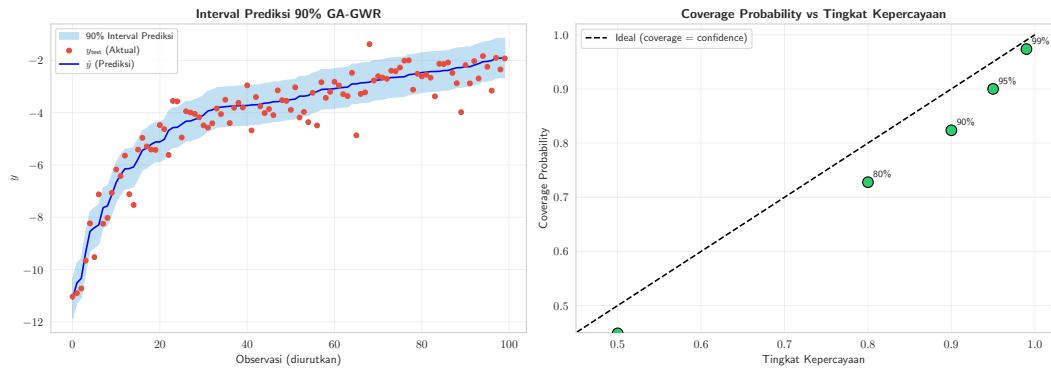 Interval Prediksi 90% GA-GWR
90% Interval Prediksi
y_test (Aktual)
ŷ (Prediksi)
−2
−4
−6
−8
−10
−12
y
0
20
40
60
80
100
Observasi (diurutkan)
Coverage Probability vs Tingkat Kepercayaan
Ideal (coverage = confidence)
99%
95%
90%
80%
1.0
0.9
0.8
0.7
0.6
0.5
Coverage Probability
0.5
0.6
0.7
0.8
0.9
1.0
Tingkat Kepercayaan